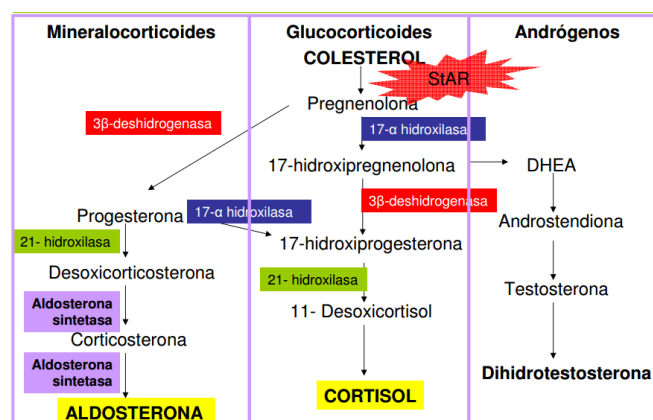 Mineralocorticoides
Glucocorticoides
Andrógenos
COLESTEROL
StAR
Pregnenolona
3β-deshidrogenasa
17-α hidroxilasa
17-hidroxipregnenolona
DHEA
3β-deshidrogenasa
Progesterona
17-α hidroxilasa
Androstendiona
21- hidroxilasa
17-hidroxiprogesterona
Desoxicorticosterona
21- hidroxilasa
Testosterona
Aldosterona
sintetasa
11- Desoxicortisol
Corticosterona
Aldosterona
sintetasa
Dihidrotestosterona
CORTISOL
ALDOSTERONA